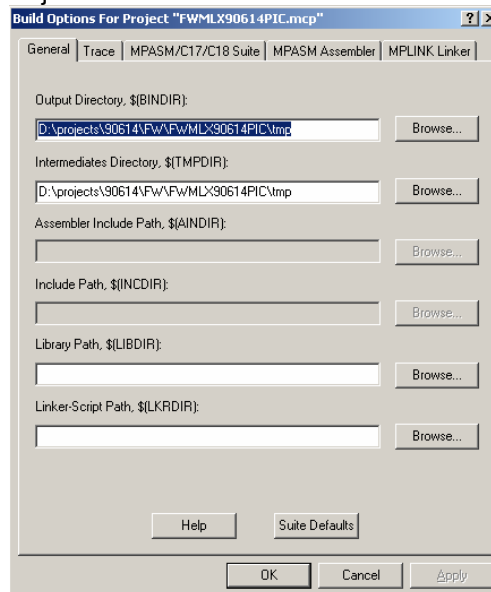 Build Options For Project "FWMLX90614PIC.mcp"
General Trace MPASM/C17/C18 Suite MPASM Assembler MPLINK Linker
Output Directory, $(BINDIR):
D:\projects\90614\FW\FWMLX90614PIC\tmp Browse...
Intermediates Directory, $(TMPDIR):
D:\projects\90614\FW\FWMLX90614PIC\tmp Browse...
Assembler Include Path, $(AINDIR):
Browse...
Include Path, $(INCDIR):
Browse...
Library Path, $(LIBDIR):
Browse...
Linker-Script Path, $(LKRDIR):
Browse...
Help Suite Defaults
OK Cancel Apply